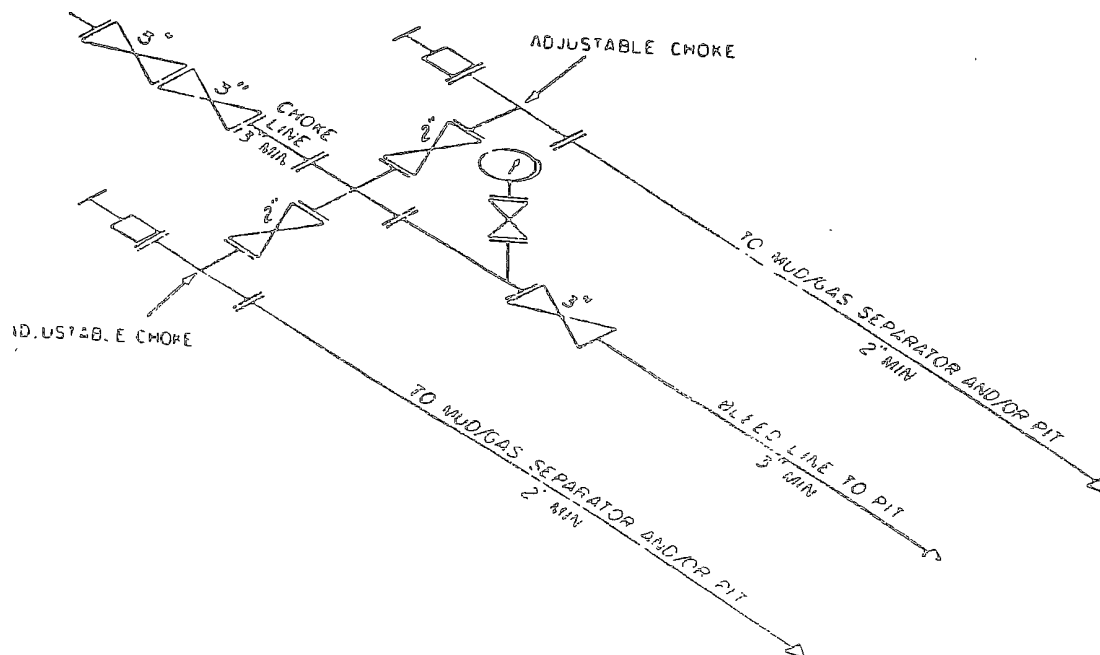 3"
3"
CHOKE
LINE
3" MIN
ADJUSTABLE CHOKE
2"
2"
ADJUSTABLE CHOKE
3"
TO MUD/GAS SEPARATOR AND/OR PIT
2" MIN
BLEED LINE TO PIT
3" MIN
TO MUD/GAS SEPARATOR AND/OR PIT
2" MIN